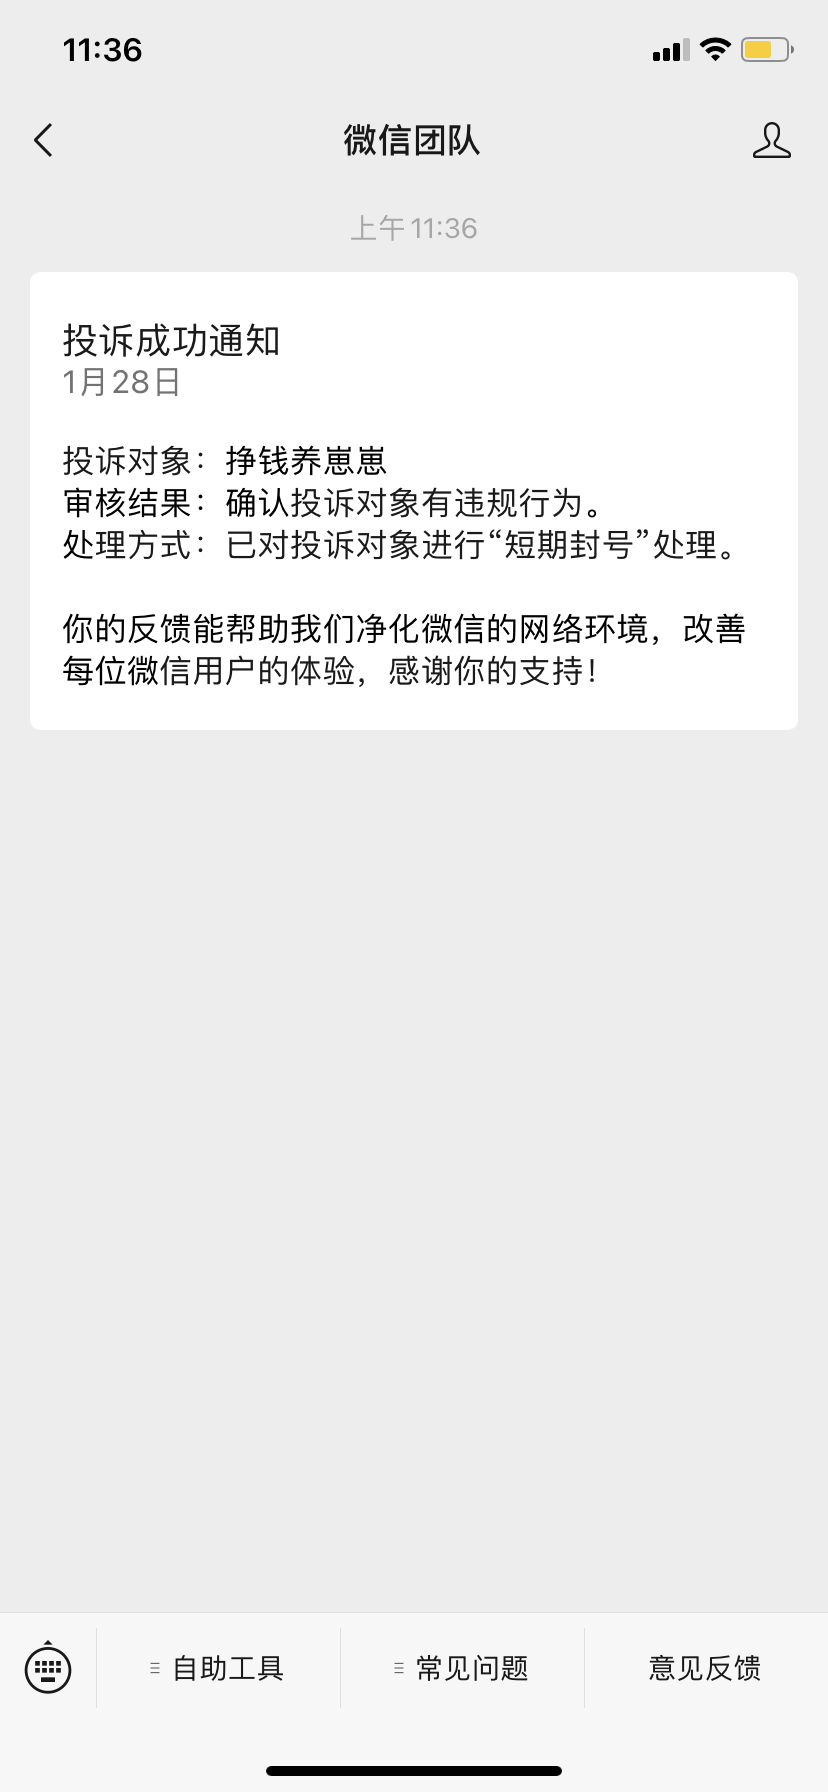 11:36
微信团队
上午11:36
投诉成功通知
1月28日
投诉对象：挣钱养崽崽
审核结果：确认投诉对象有违规行为。
处理方式：已对投诉对象进行“短期封号”处理。
你的反馈能帮助我们净化微信的网络环境，改善
每位微信用户的体验，感谢你的支持！
自助工具
常见问题
意见反馈